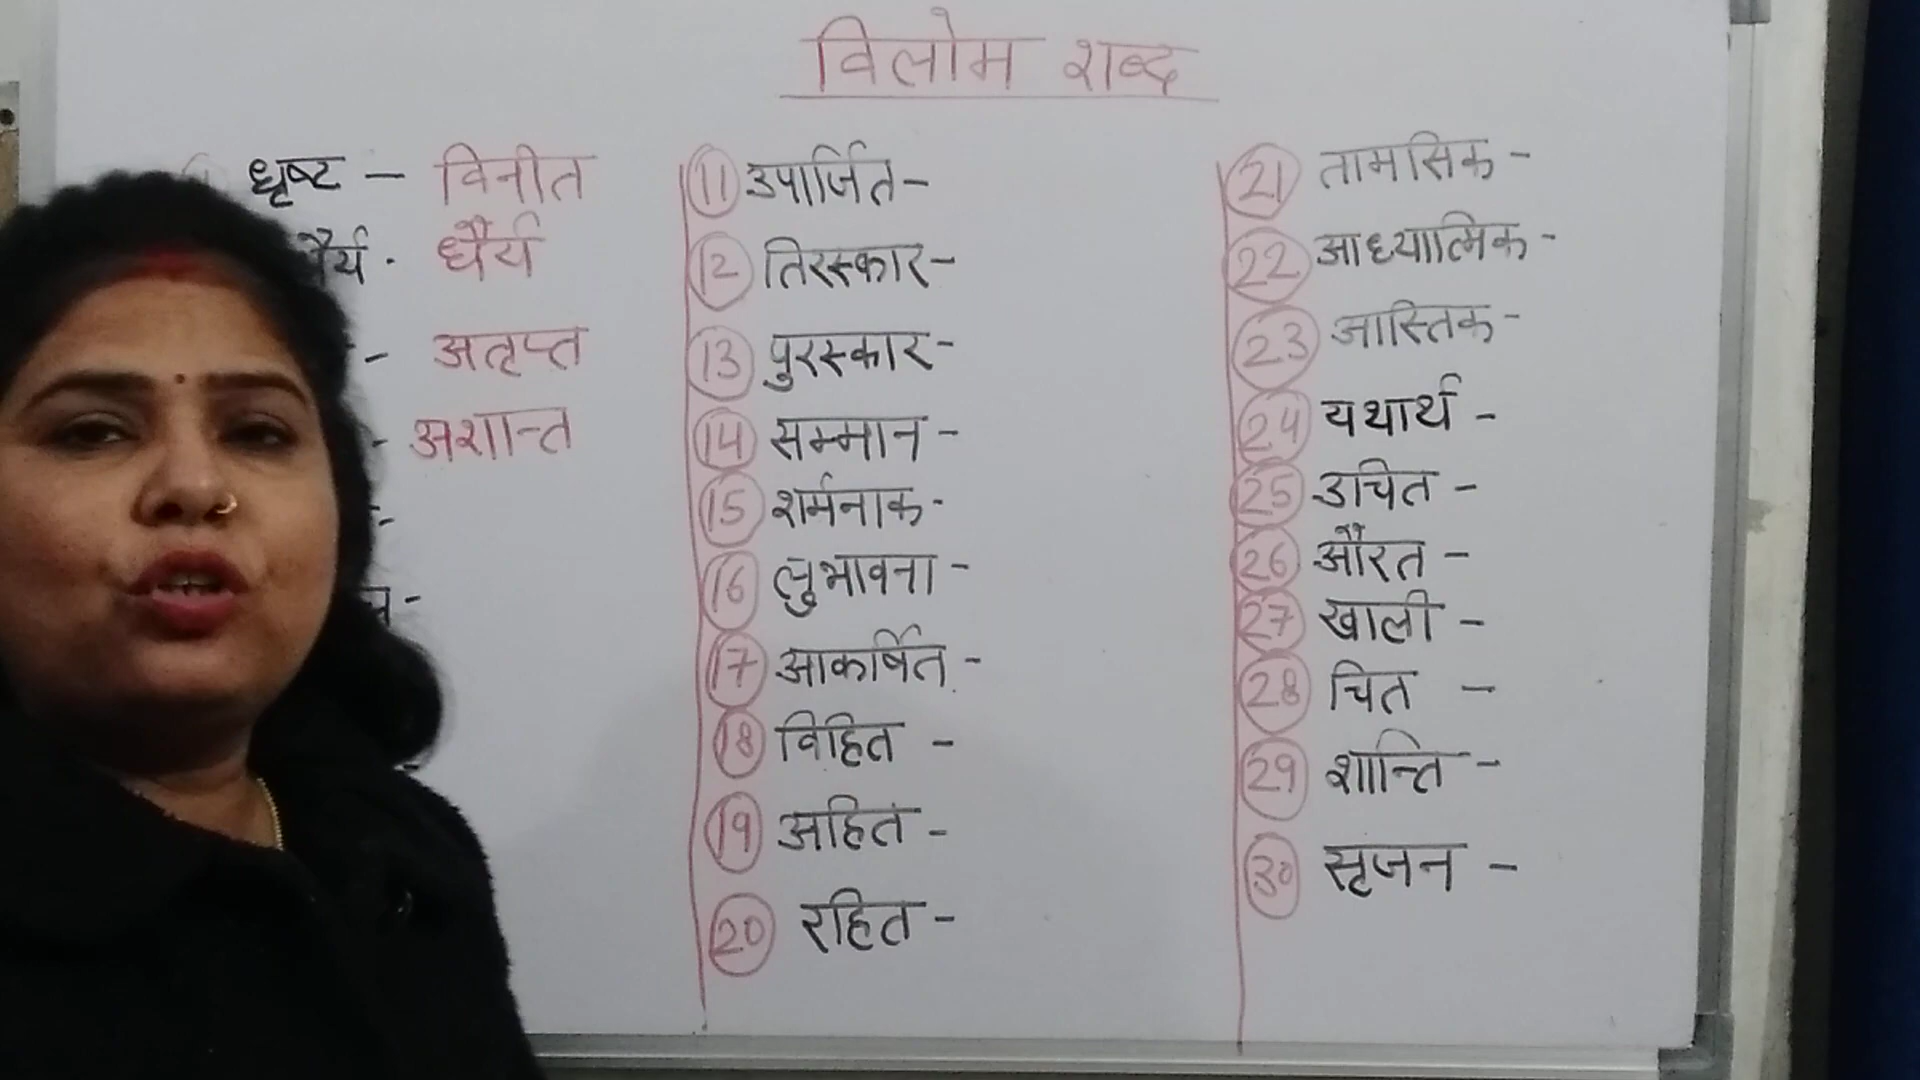 विलोम शब्द
धृष्ट - विनीत
धैर्य
- अतृप्त
- अशान्त
11 उपार्जित -
12 तिरस्कार -
13 पुरस्कार -
14 सम्मान -
15 शर्मनाक -
16 लुभावना -
17 आकर्षित -
18 विहित -
19 अहित -
20 रहित -
21 तामसिक -
22 आध्यात्मिक -
23 आस्तिक -
24 यथार्थ -
25 उचित -
26 औरत -
27 खाली -
28 चित -
29 शान्ति -
30 सृजन -